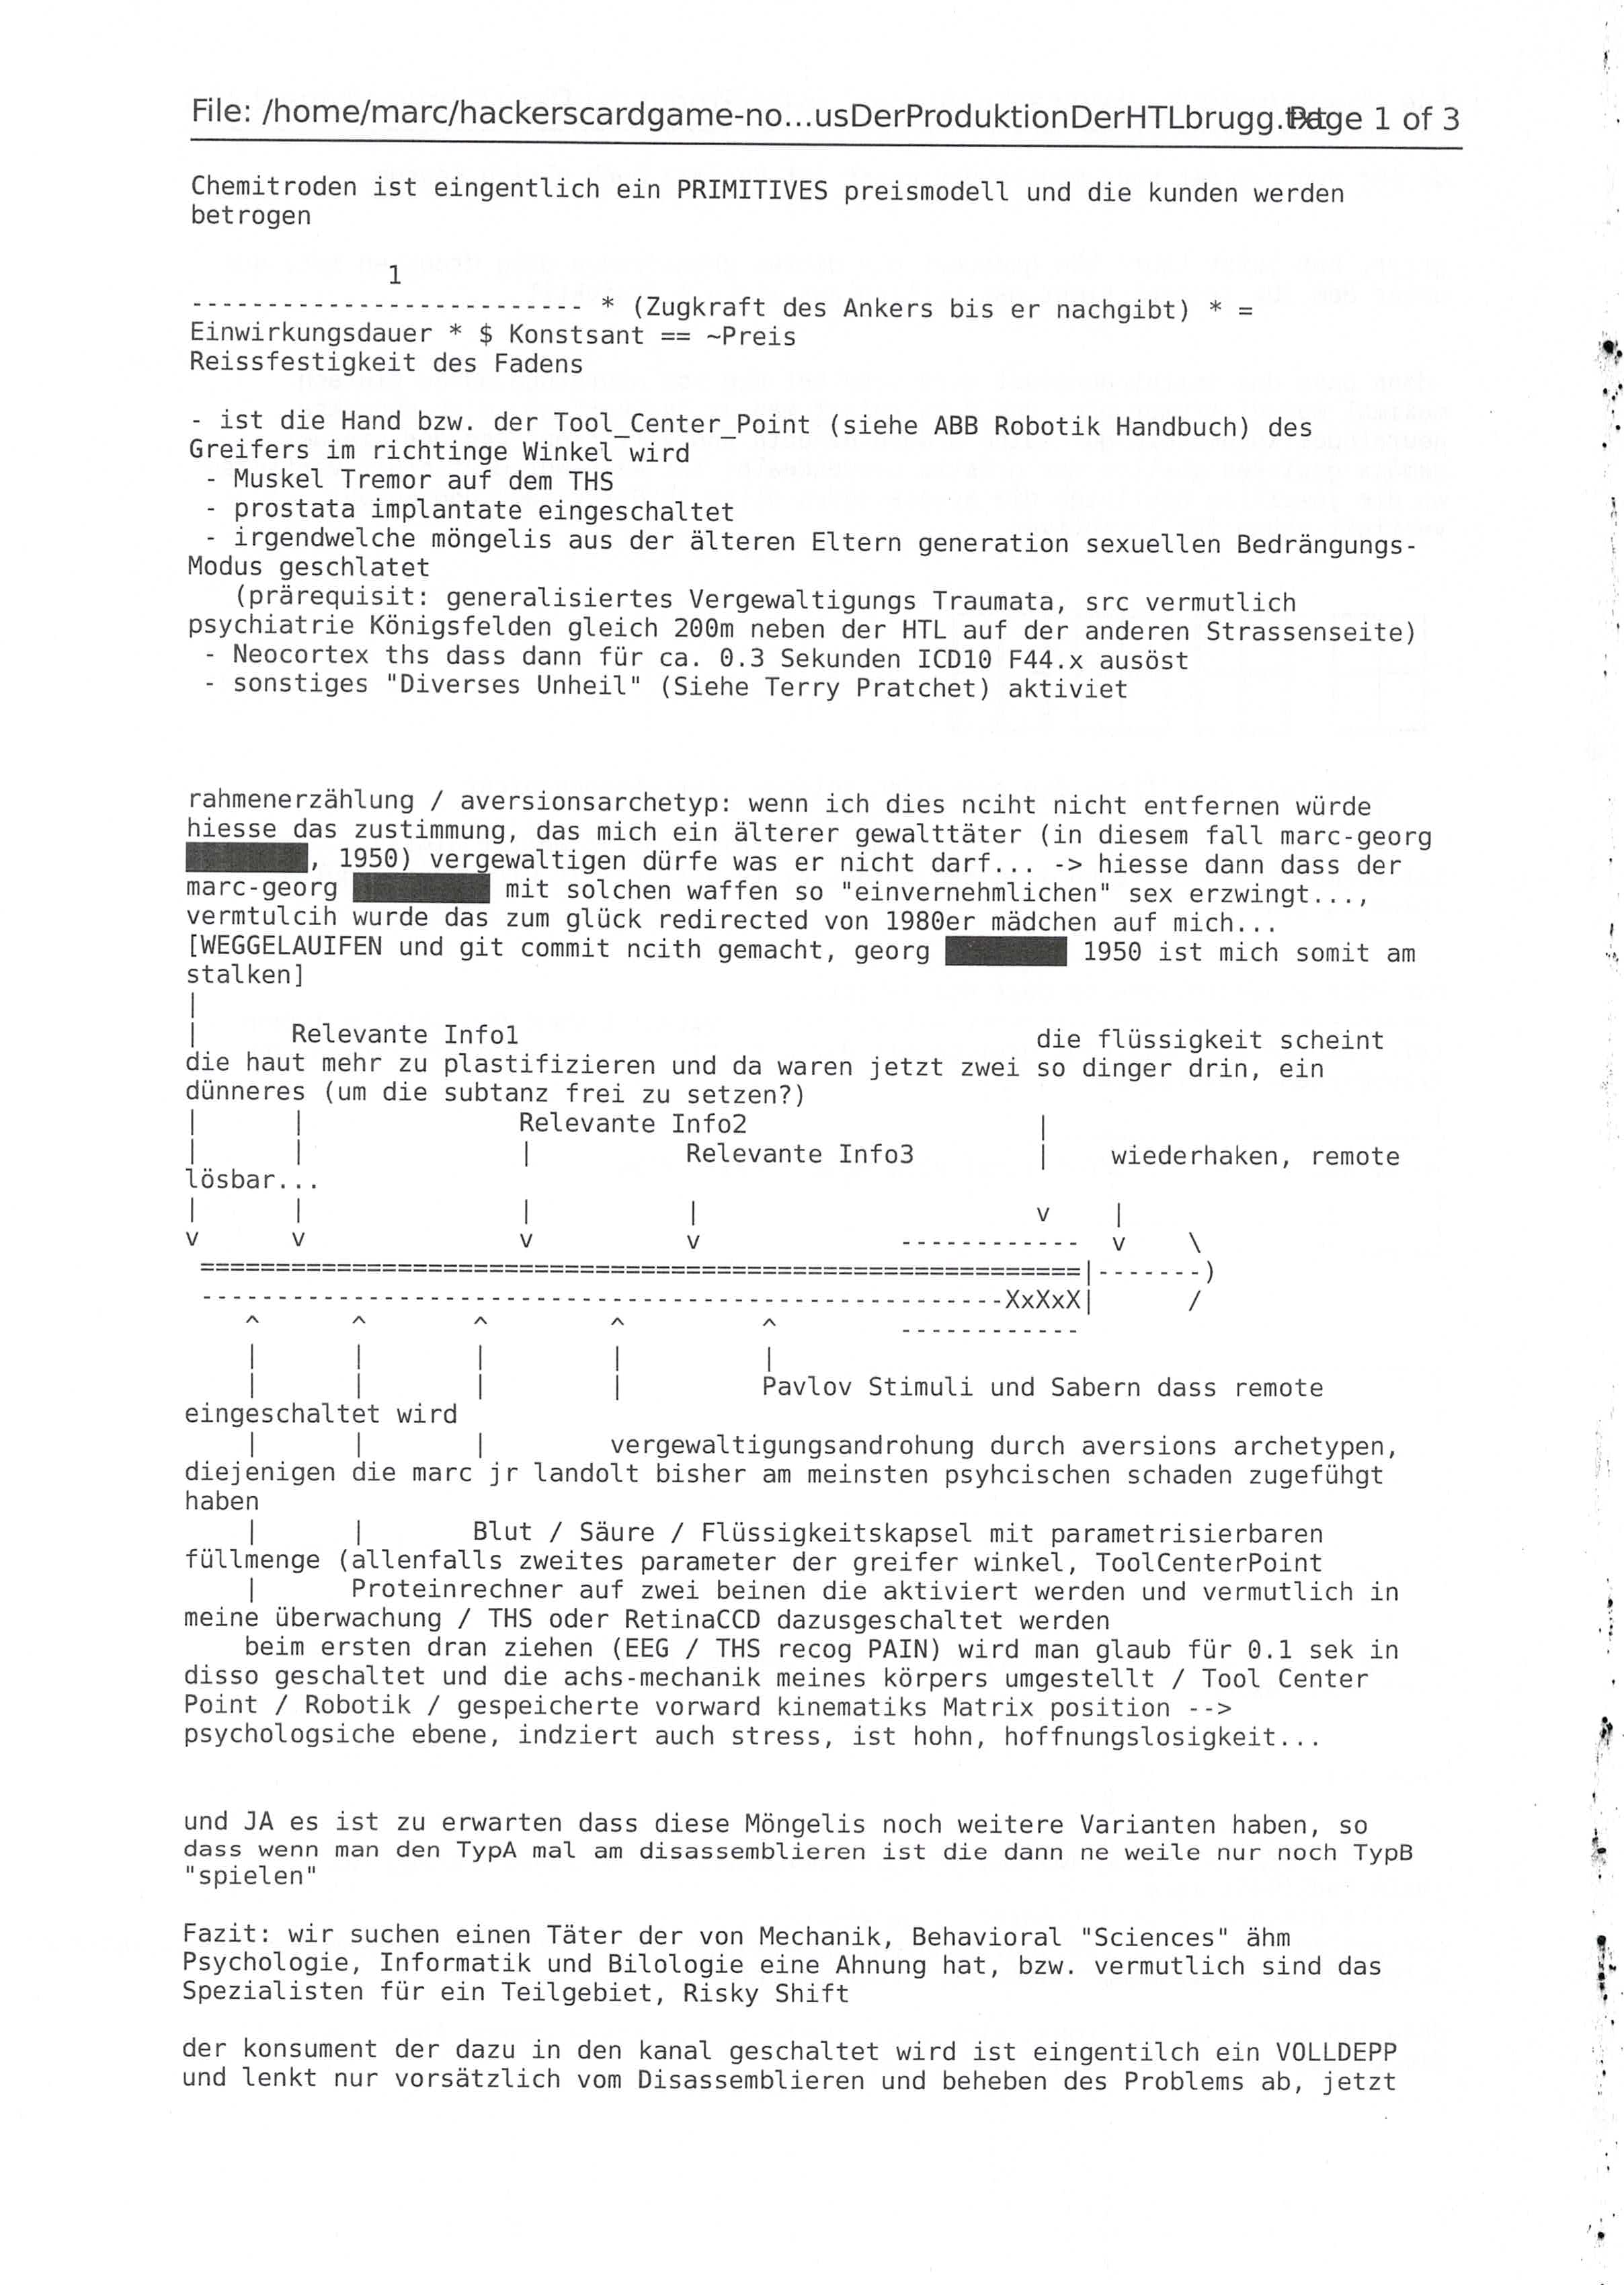 File: /home/marc/hackerscardgame-no...usDerProduktionDerHTLbrugg.txt Page 1 of 3
Chemitroden ist eingentlich ein PRIMITIVES preismodell und die kunden werden
betrogen
1
-------------------------- * (Zugkraft des Ankers bis er nachgibt) * =
Einwirkungsdauer * $ Konstsant == ~Preis
Reissfestigkeit des Fadens
- ist die Hand bzw. der Tool_Center_Point (siehe ABB Robotik Handbuch) des
Greifers im richtinge Winkel wird
- Muskel Tremor auf dem THS
- prostata implantate eingeschaltet
- irgendwelche möngelis aus der älteren Eltern generation sexuellen Bedrängungs-
Modus geschlatet
(prärequisit: generalisiertes Vergewaltigungs Traumata, src vermutlich
psychiatrie Königsfelden gleich 200m neben der HTL auf der anderen Strassenseite)
- Neocortex ths dass dann für ca. 0.3 Sekunden ICD10 F44.x ausöst
- sonstiges "Diverses Unheil" (Siehe Terry Pratchet) aktiviet
rahmenerzählung / aversionsarchetyp: wenn ich dies nciht nicht entfernen würde
hiesse das zustimmung, das mich ein älterer gewalttäter (in diesem fall marc-georg
, 1950) vergewaltigen dürfe was er nicht darf... -> hiesse dann dass der
marc-georg mit solchen waffen so "einvernehmlichen" sex erzwingt...,
vermtulcih wurde das zum glück redirected von 1980er mädchen auf mich...
[WEGGELAUIFEN und git commit ncith gemacht, georg 1950 ist mich somit am
stalken]
|
| Relevante Info1 die flüssigkeit scheint
die haut mehr zu plastifizieren und da waren jetzt zwei so dinger drin, ein
dünneres (um die subtanz frei zu setzen?)
| | Relevante Info2 |
| | | Relevante Info3 | wiederhaken, remote
lösbar...
| | | | v |
v v v v ------------ v \
==========================================================|-------)
-----------------------------------------------------XxXxX| /
^ ^ ^ ^ ^ ------------
| | | | |
| | | | Pavlov Stimuli und Sabern dass remote
eingeschaltet wird
| | | vergewaltigungsandrohung durch aversions archetypen,
diejenigen die marc jr landolt bisher am meinsten psyhcischen schaden zugefühgt
haben
| | Blut / Säure / Flüssigkeitskapsel mit parametrisierbaren
füllmenge (allenfalls zweites parameter der greifer winkel, ToolCenterPoint
| Proteinrechner auf zwei beinen die aktiviert werden und vermutlich in
meine überwachung / THS oder RetinaCCD dazusgeschaltet werden
beim ersten dran ziehen (EEG / THS recog PAIN) wird man glaub für 0.1 sek in
disso geschaltet und die achs-mechanik meines körpers umgestellt / Tool Center
Point / Robotik / gespeicherte vorward kinematiks Matrix position -->
psychologsiche ebene, indziert auch stress, ist hohn, hoffnungslosigkeit...
und JA es ist zu erwarten dass diese Möngelis noch weitere Varianten haben, so
dass wenn man den TypA mal am disassemblieren ist die dann ne weile nur noch TypB
"spielen"
Fazit: wir suchen einen Täter der von Mechanik, Behavioral "Sciences" ähm
Psychologie, Informatik und Bilologie eine Ahnung hat, bzw. vermutlich sind das
Spezialisten für ein Teilgebiet, Risky Shift
der konsument der dazu in den kanal geschaltet wird ist eingentilch ein VOLLDEPP
und lenkt nur vorsätzlich vom Disassemblieren und beheben des Problems ab, jetzt